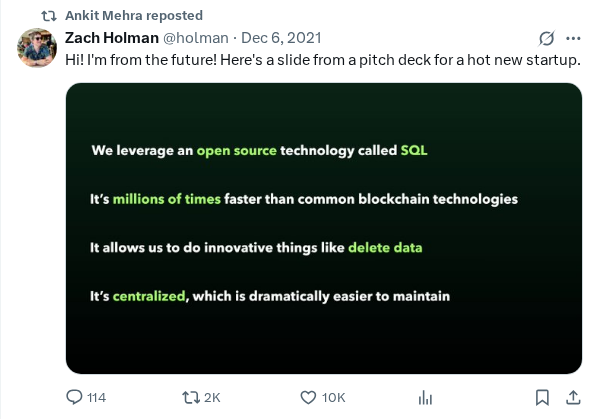 Ankit Mehra reposted
Zach Holman @holman · Dec 6, 2021
Hi! I'm from the future! Here's a slide from a pitch deck for a hot new startup.
We leverage an open source technology called SQL
It's millions of times faster than common blockchain technologies
It allows us to do innovative things like delete data
It's centralized, which is dramatically easier to maintain
114 2K 10K